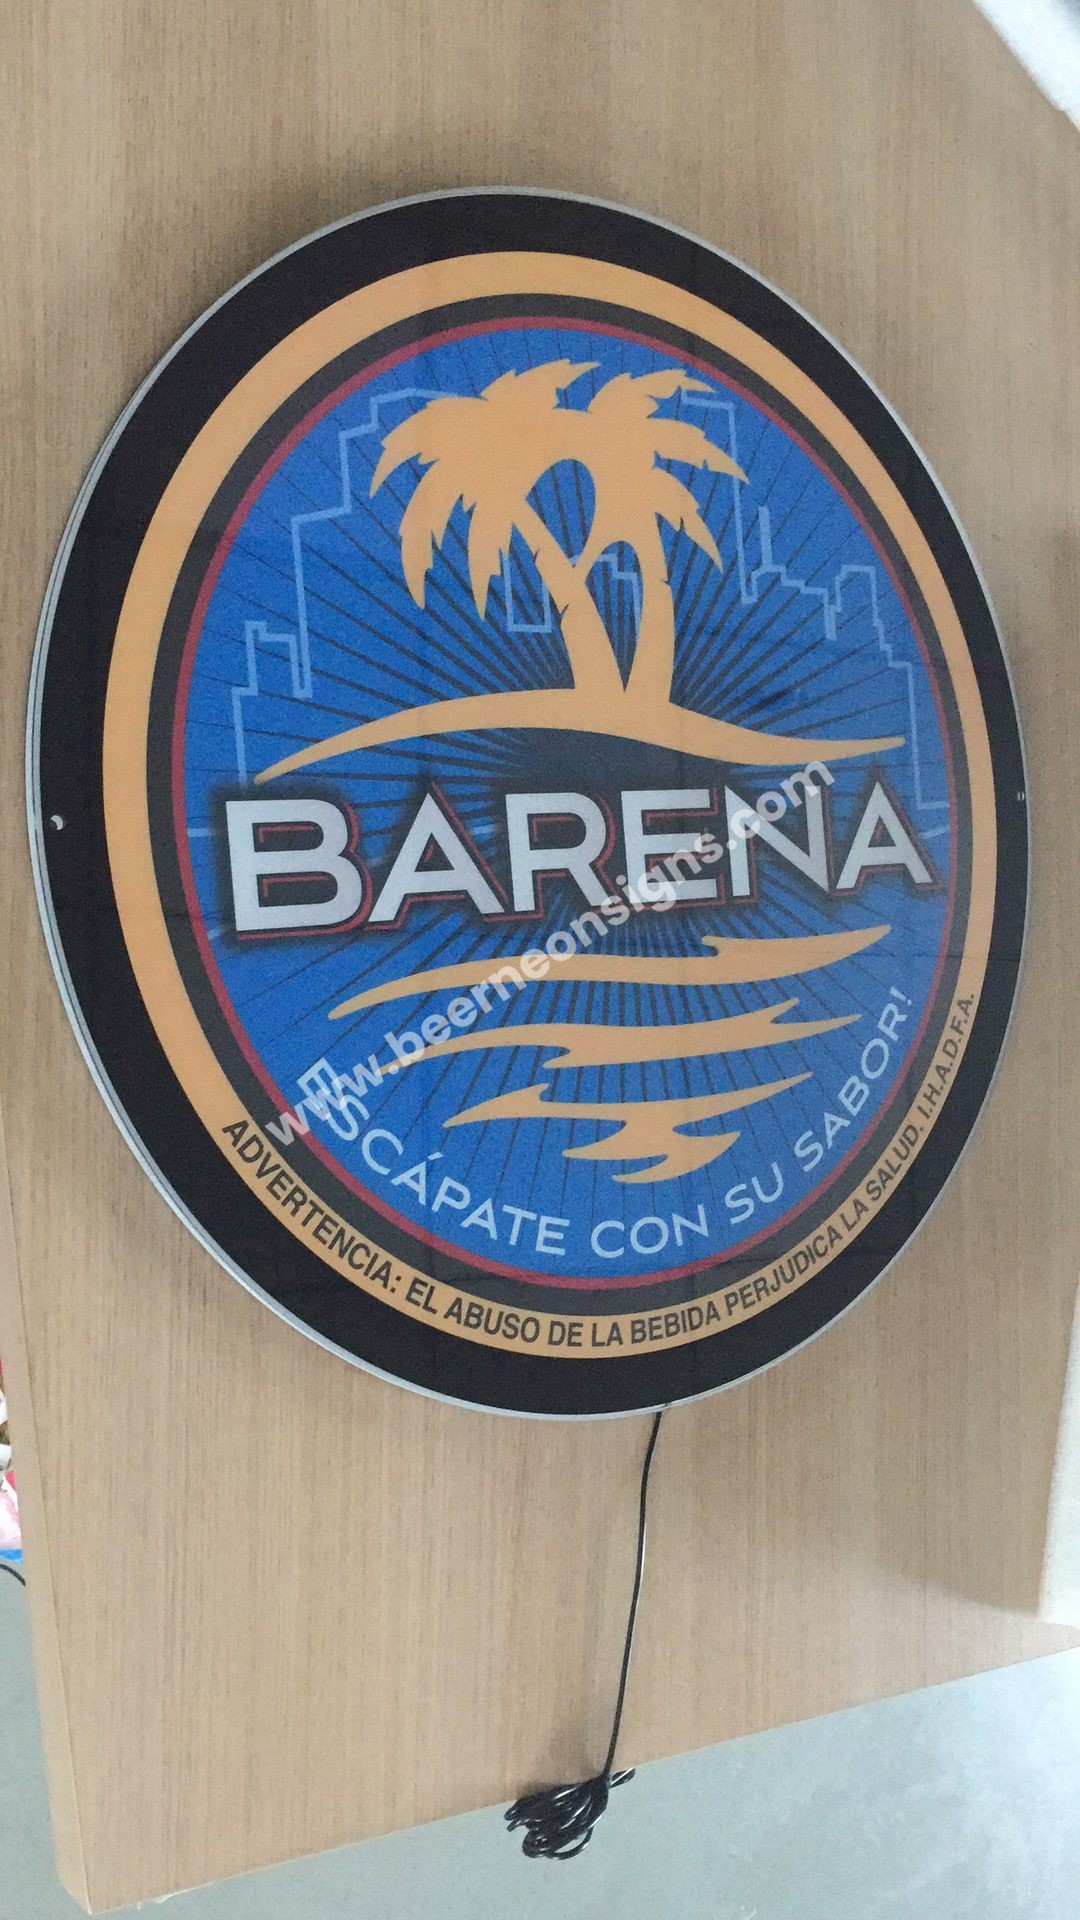 BARENA
www.beerneonsigns.com
ESCÁPATE CON SU SABOR!
ADVERTENCIA: EL ABUSO DE LA BEBIDA PERJUDICA LA SALUD. I.H.A.D.F.A.